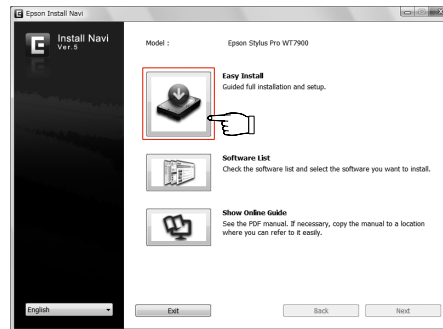 Epson Install Navi
Install Navi
Ver.5
Model :
Epson Stylus Pro WT7900
Easy Install
Guided full installation and setup.
Software List
Check the software list and select the software you want to install.
Show Online Guide
See the PDF manual. If necessary, copy the manual to a location
where you can refer to it easily.
English
Exit
Back
Next